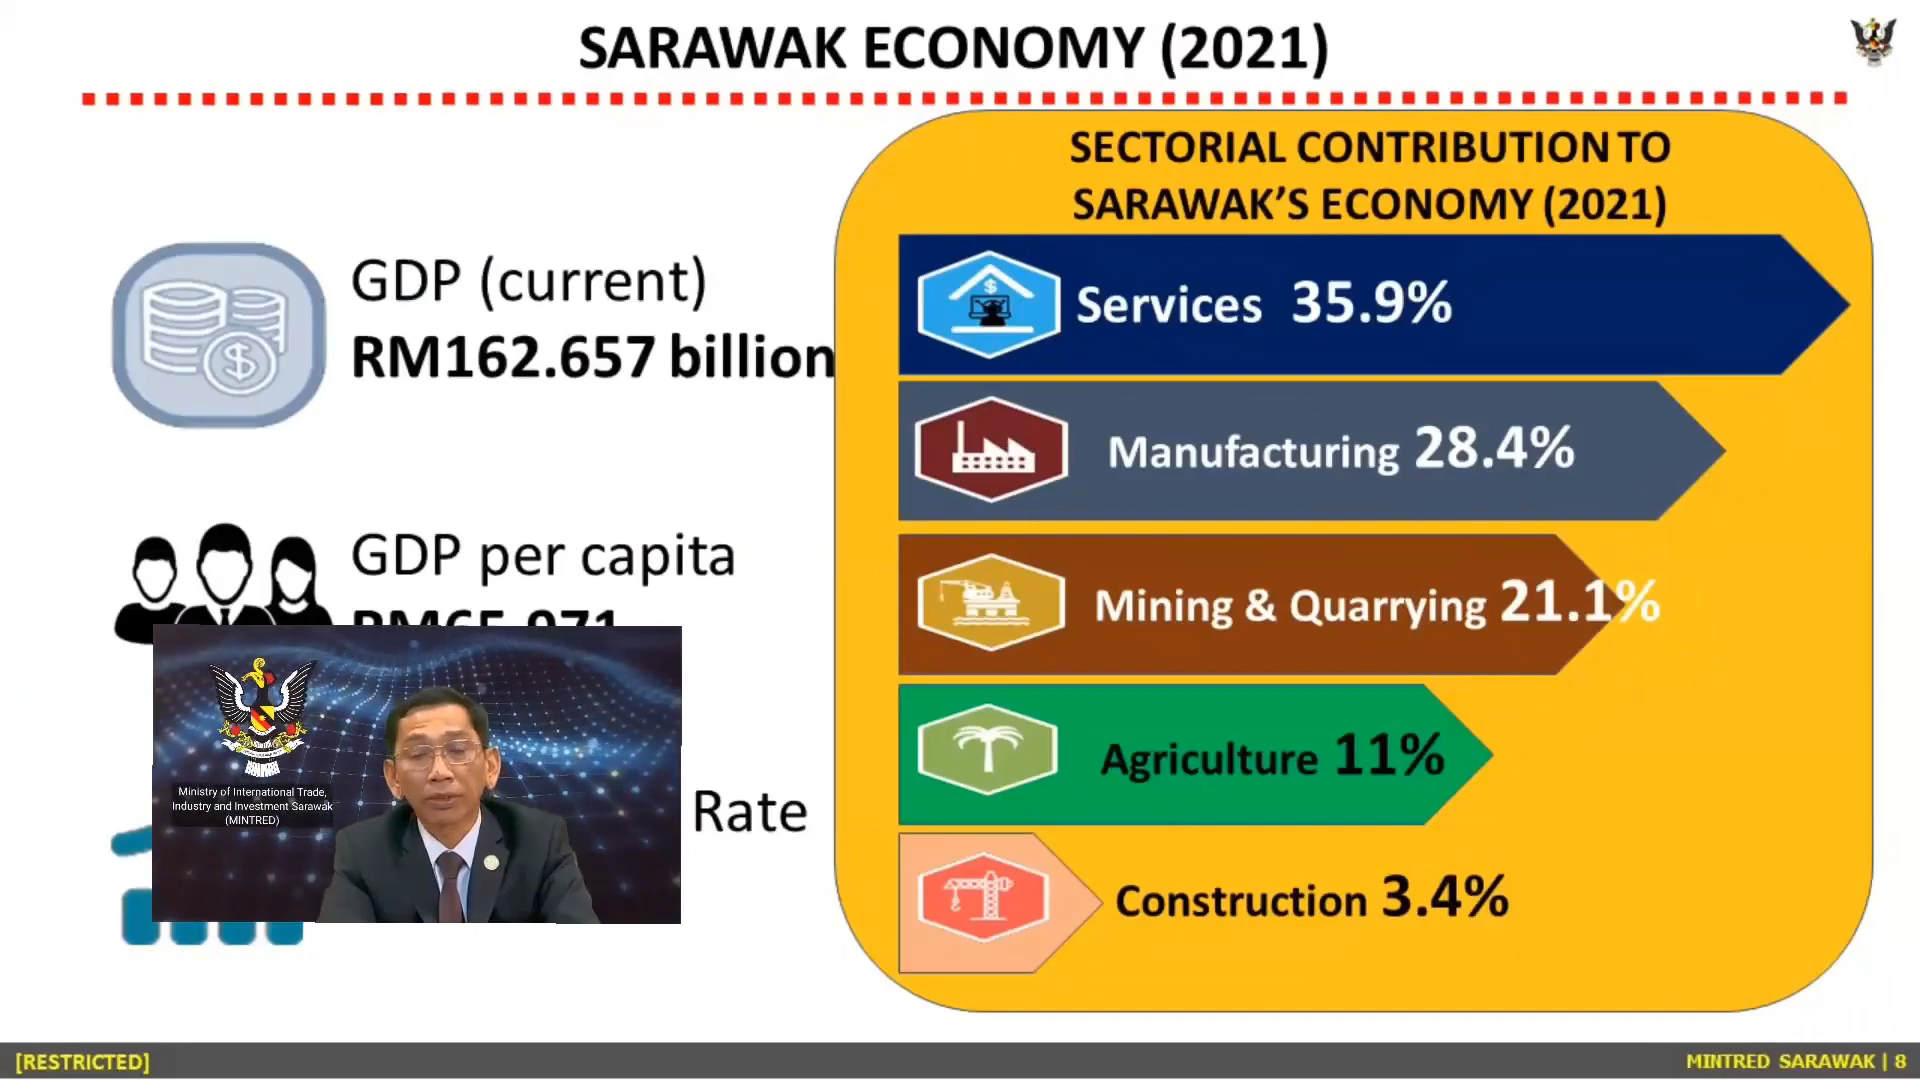 SARAWAK ECONOMY (2021)
GDP (current)
RM162.657 billion
GDP per capita
RM65,971
Rate
Ministry of International Trade,
Industry and Investment Sarawak
(MINTRED)
SECTORIAL CONTRIBUTION TO
SARAWAK'S ECONOMY (2021)
Services 35.9%
Manufacturing 28.4%
Mining & Quarrying 21.1%
Agriculture 11%
Construction 3.4%
[RESTRICTED]
MINTRED SARAWAK | 8